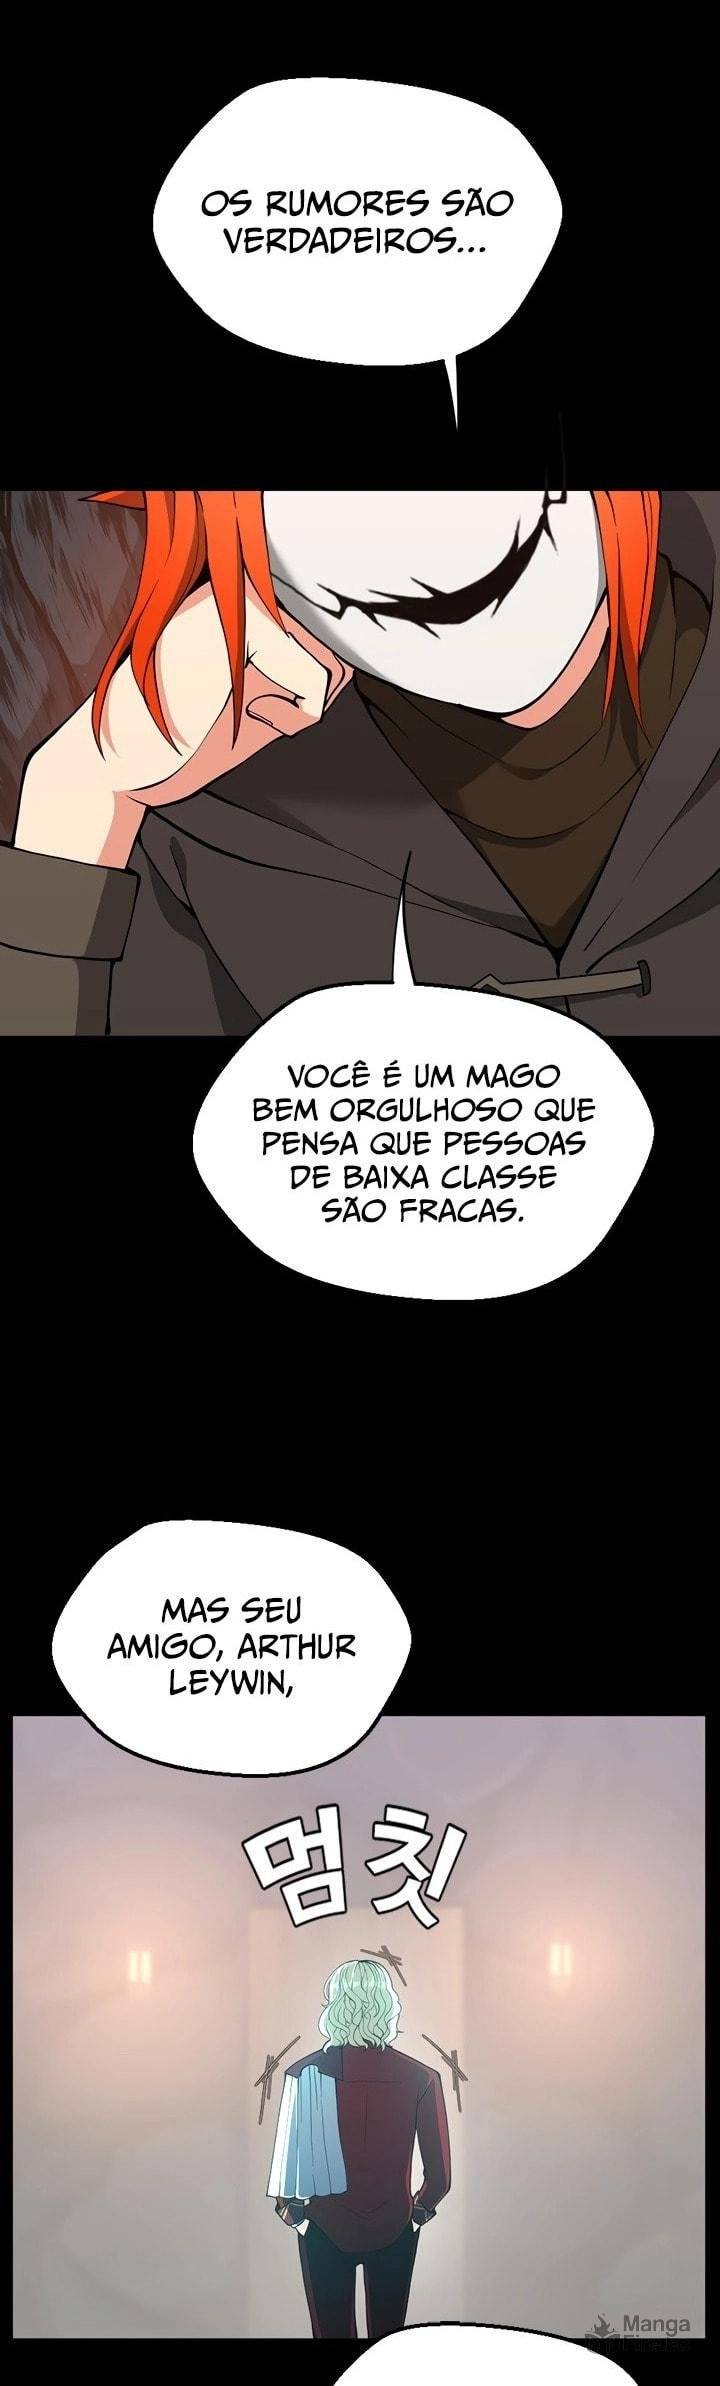 OS RUMORES SÃO
VERDADEIROS...
VOCÊ É UM MAGO
BEM ORGULHOSO QUE
PENSA QUE PESSOAS
DE BAIXA CLASSE
SÃO FRACAS.
MAS SEU
AMIGO, ARTHUR
LEYWIN,
멈칫
Manga